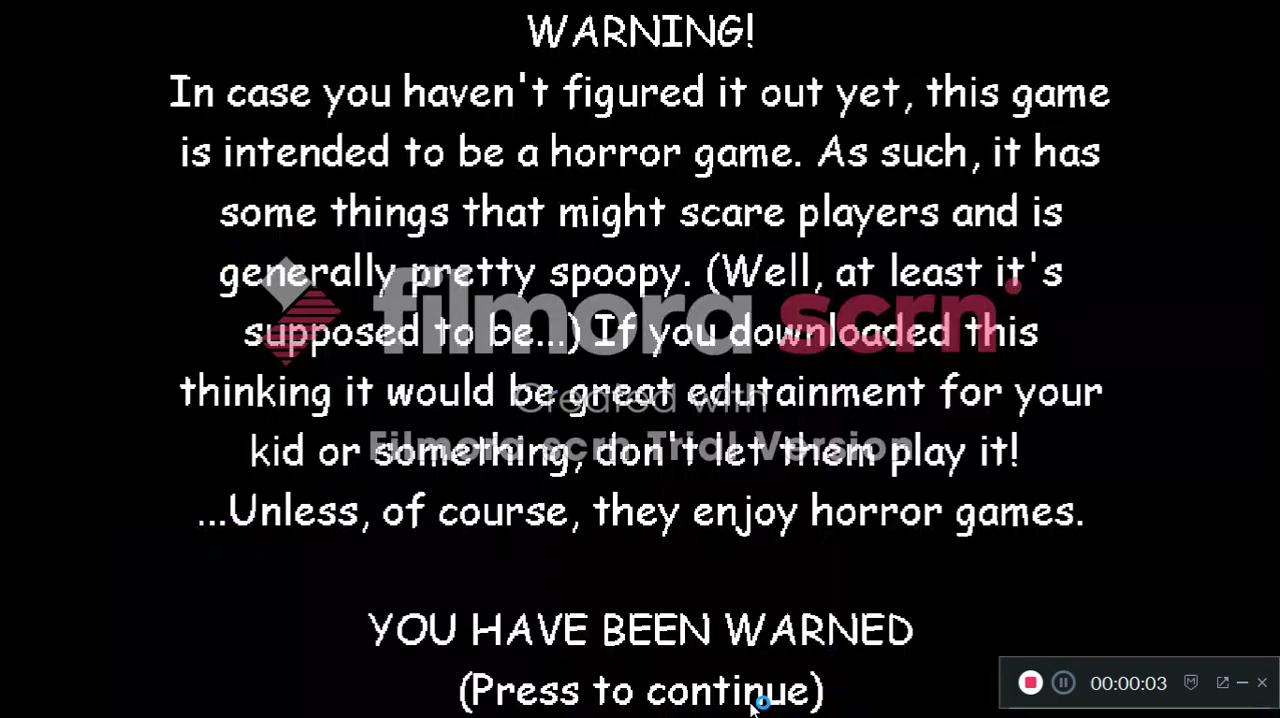 WARNING!
In case you haven't figured it out yet, this game
is intended to be a horror game. As such, it has
some things that might scare players and is
generally pretty spoopy. (Well, at least it's
filmora scrn
supposed to be...) If you downloaded this
thinking it would be great edutainment for your
Created with
kid or something, don't let them play it!
Filmora scrn Trial Version
...Unless, of course, they enjoy horror games.
YOU HAVE BEEN WARNED
(Press to continue)
00:00:03